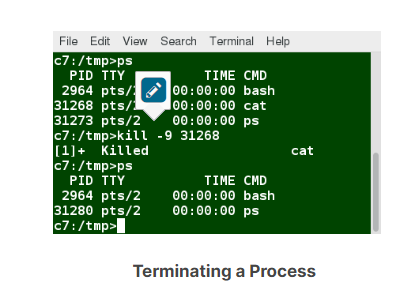 File Edit View Search Terminal Help
c7:/tmp>ps
PID TTY TIME CMD
2964 pts/2 00:00:00 bash
31268 pts/2 00:00:00 cat
31273 pts/2 00:00:00 ps
c7:/tmp>kill -9 31268
[1]+ Killed cat
c7:/tmp>ps
PID TTY TIME CMD
2964 pts/2 00:00:00 bash
31280 pts/2 00:00:00 ps
c7:/tmp>
Terminating a Process